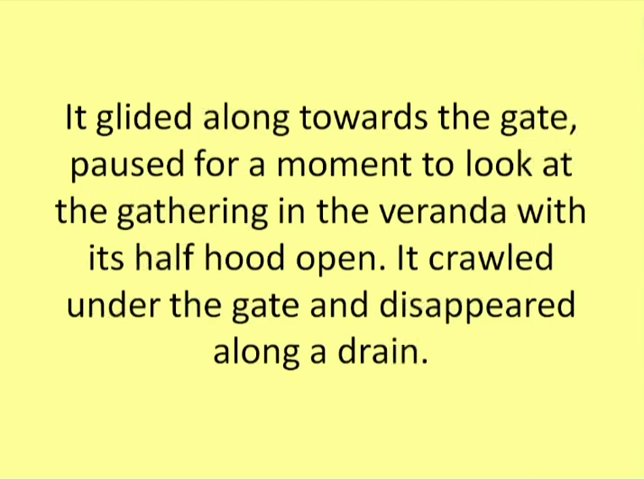 It glided along towards the gate,
paused for a moment to look at
the gathering in the veranda with
its half hood open. It crawled
under the gate and disappeared
along a drain.